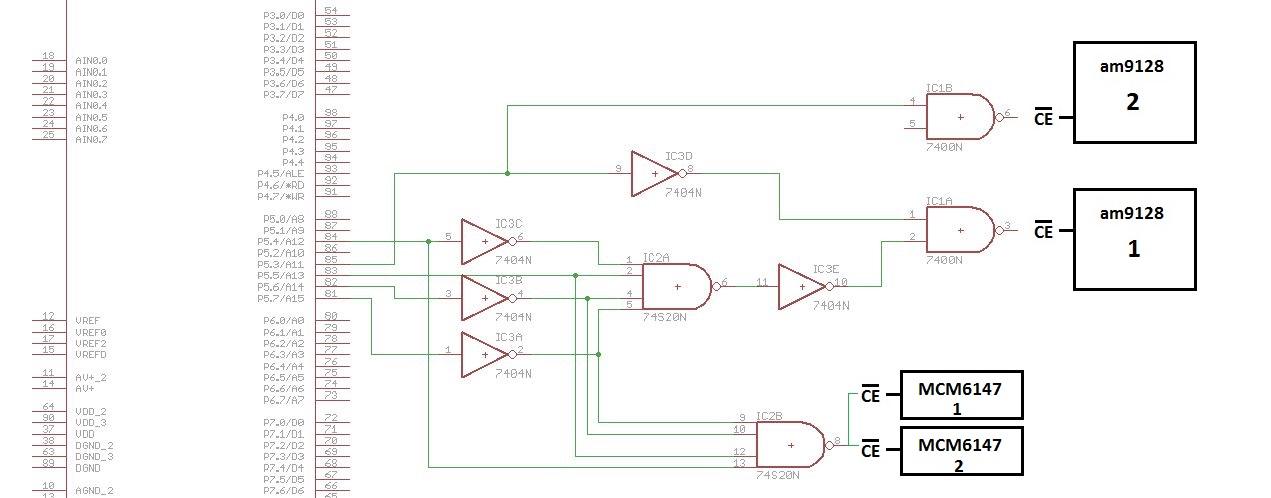 18 AIN0.0
19 AIN0.1
20 AIN0.2
21 AIN0.3
22 AIN0.4
23 AIN0.5
24 AIN0.6
25 AIN0.7
12 VREF
16 VREF0
17 VREF2
15 VREFD
11 AV+_2
14 AV+
64 VDD_2
90 VDD_3
37 VDD
38 DGND_2
63 DGND_3
89 DGND
10 AGND_2
13
P3.0/D0 54
P3.1/D1 53
P3.2/D2 52
P3.3/D3 51
P3.4/D4 50
P3.5/D5 49
P3.6/D6 48
P3.7/D7 47
P4.0 98
P4.1 97
P4.2 96
P4.3 95
P4.4 94
P4.5/ALE 93
P4.6/*RD 92
P4.7/*WR 91
P5.0/A8 88
P5.1/A9 87
P5.4/A12 84
P5.2/A10 86
P5.3/A11 85
P5.5/A13 83
P5.6/A14 82
P5.7/A15 81
P6.0/A0 80
P6.1/A1 79
P6.2/A2 78
P6.3/A3 77
P6.4/A4 76
P6.5/A5 75
P6.6/A6 74
P6.7/A7 73
P7.0/D0 72
P7.1/D1 71
P7.2/D2 70
P7.3/D3 69
P7.4/D4 68
P7.5/D5 67
P7.6/D6 66
65
IC3D
9 8
7404N
IC3C
5 6
7404N
IC3B
3 4
7404N
IC3A
1 2
7404N
IC2A
1
2
4
5
6
74S20N
IC3E
11 10
7404N
IC1B
4
5
6
7400N
IC1A
1
2
3
7400N
IC2B
9
10
12
13
8
74S20N
CE
am9128
2
CE
am9128
1
CE
MCM6147
1
CE
MCM6147
2